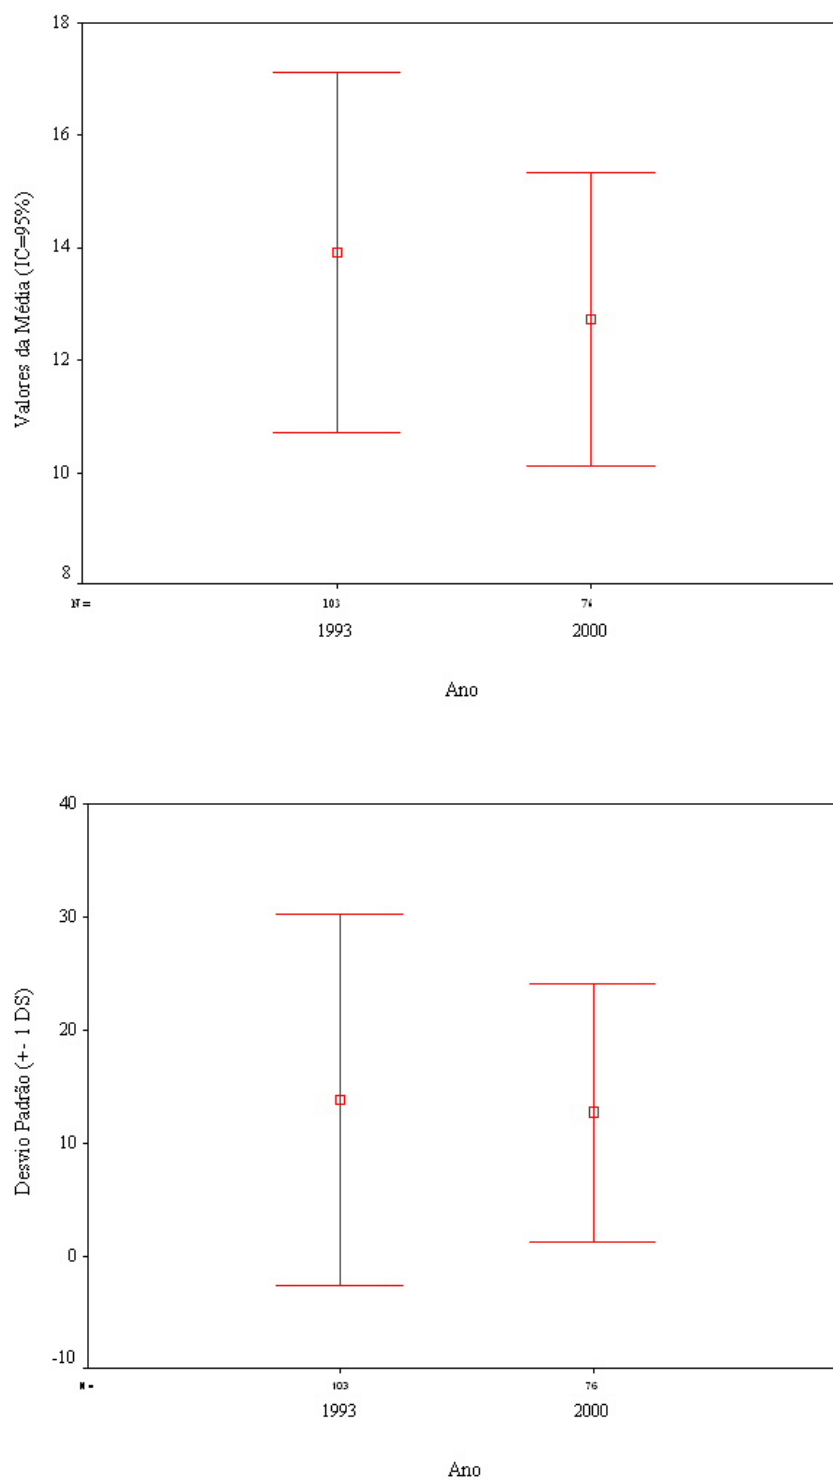 18
16
14
12
10
8
Valores da Média (IC=95%)
N = 103 76
1993 2000
Ano
40
30
20
10
0
-10
Desvio Padrão (+- 1 DS)
N = 103 76
1993 2000
Ano